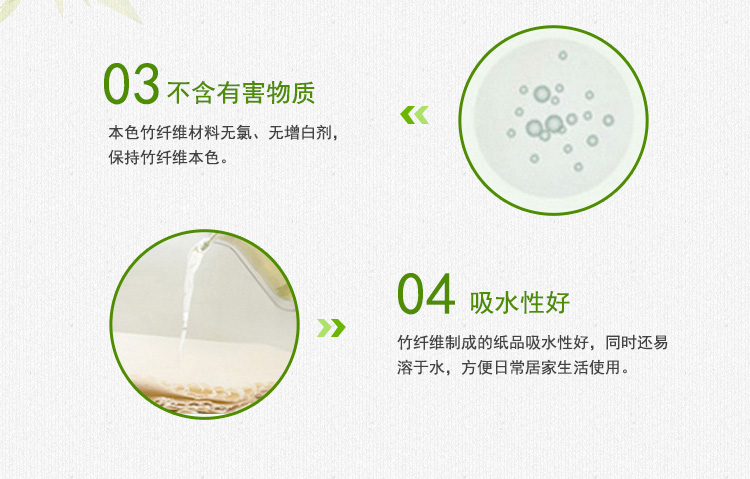 03 不含有害物质
本色竹纤维材料无氯、无增白剂，
保持竹纤维本色。
04 吸水性好
竹纤维制成的纸品吸水性好，同时还易
溶于水，方便日常居家生活使用。